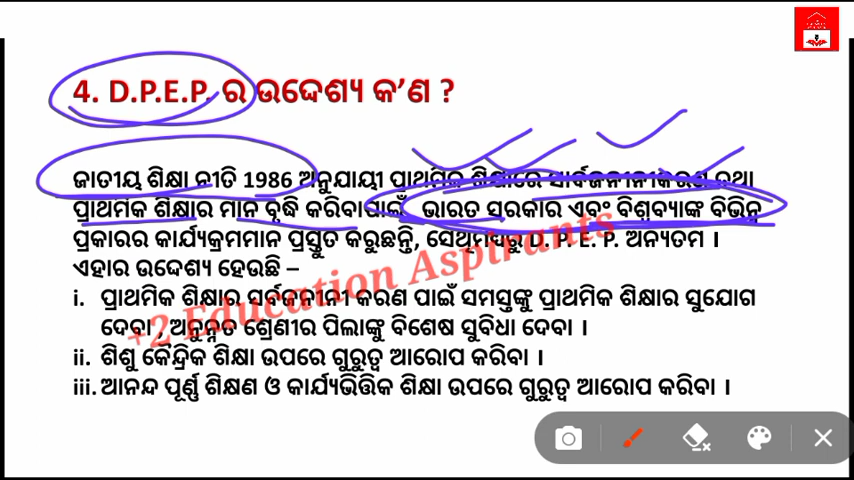 4. D.P.E.P. ର ଉଦ୍ଦେଶ୍ୟ କ'ଣ ?
ଜାତୀୟ ଶିକ୍ଷା ନୀତି 1986 ଅନୁଯାୟୀ ପ୍ରାଥମିକ ଶିକ୍ଷାରେ ସାର୍ବଜନୀନୀକରଣ ତଥା
ପ୍ରାଥମିକ ଶିକ୍ଷାର ମାନ ବୃଦ୍ଧି କରିବାପାଇଁ ଭାରତ ସରକାର ଏବଂ ବିଶ୍ୱବ୍ୟାଙ୍କ ବିଭିନ୍ନ
ପ୍ରକାରର କାର୍ଯ୍ୟକ୍ରମମାନ ପ୍ରସ୍ତୁତ କରୁଛନ୍ତି, ସେଥିମଧ୍ୟରୁ D. P. E. P. ଅନ୍ୟତମ ।
ଏହାର ଉଦ୍ଦେଶ୍ୟ ହେଉଛି –
i. ପ୍ରାଥମିକ ଶିକ୍ଷାର ସର୍ବଜନୀନୀ କରଣ ପାଇଁ ସମସ୍ତଙ୍କୁ ପ୍ରାଥମିକ ଶିକ୍ଷାର ସୁଯୋଗ
ଦେବା , ଅନୁନ୍ନତ ଶ୍ରେଣୀର ପିଲାଙ୍କୁ ବିଶେଷ ସୁବିଧା ଦେବା ।
ii. ଶିଶୁ କୈନ୍ଦ୍ରିକ ଶିକ୍ଷା ଉପରେ ଗୁରୁତ୍ୱ ଆରୋପ କରିବା ।
iii. ଆନନ୍ଦ ପୂର୍ଣ୍ଣ ଶିକ୍ଷଣ ଓ କାର୍ଯ୍ୟଭିତ୍ତିକ ଶିକ୍ଷା ଉପରେ ଗୁରୁତ୍ୱ ଆରୋପ କରିବା ।
+2 Education Aspirants